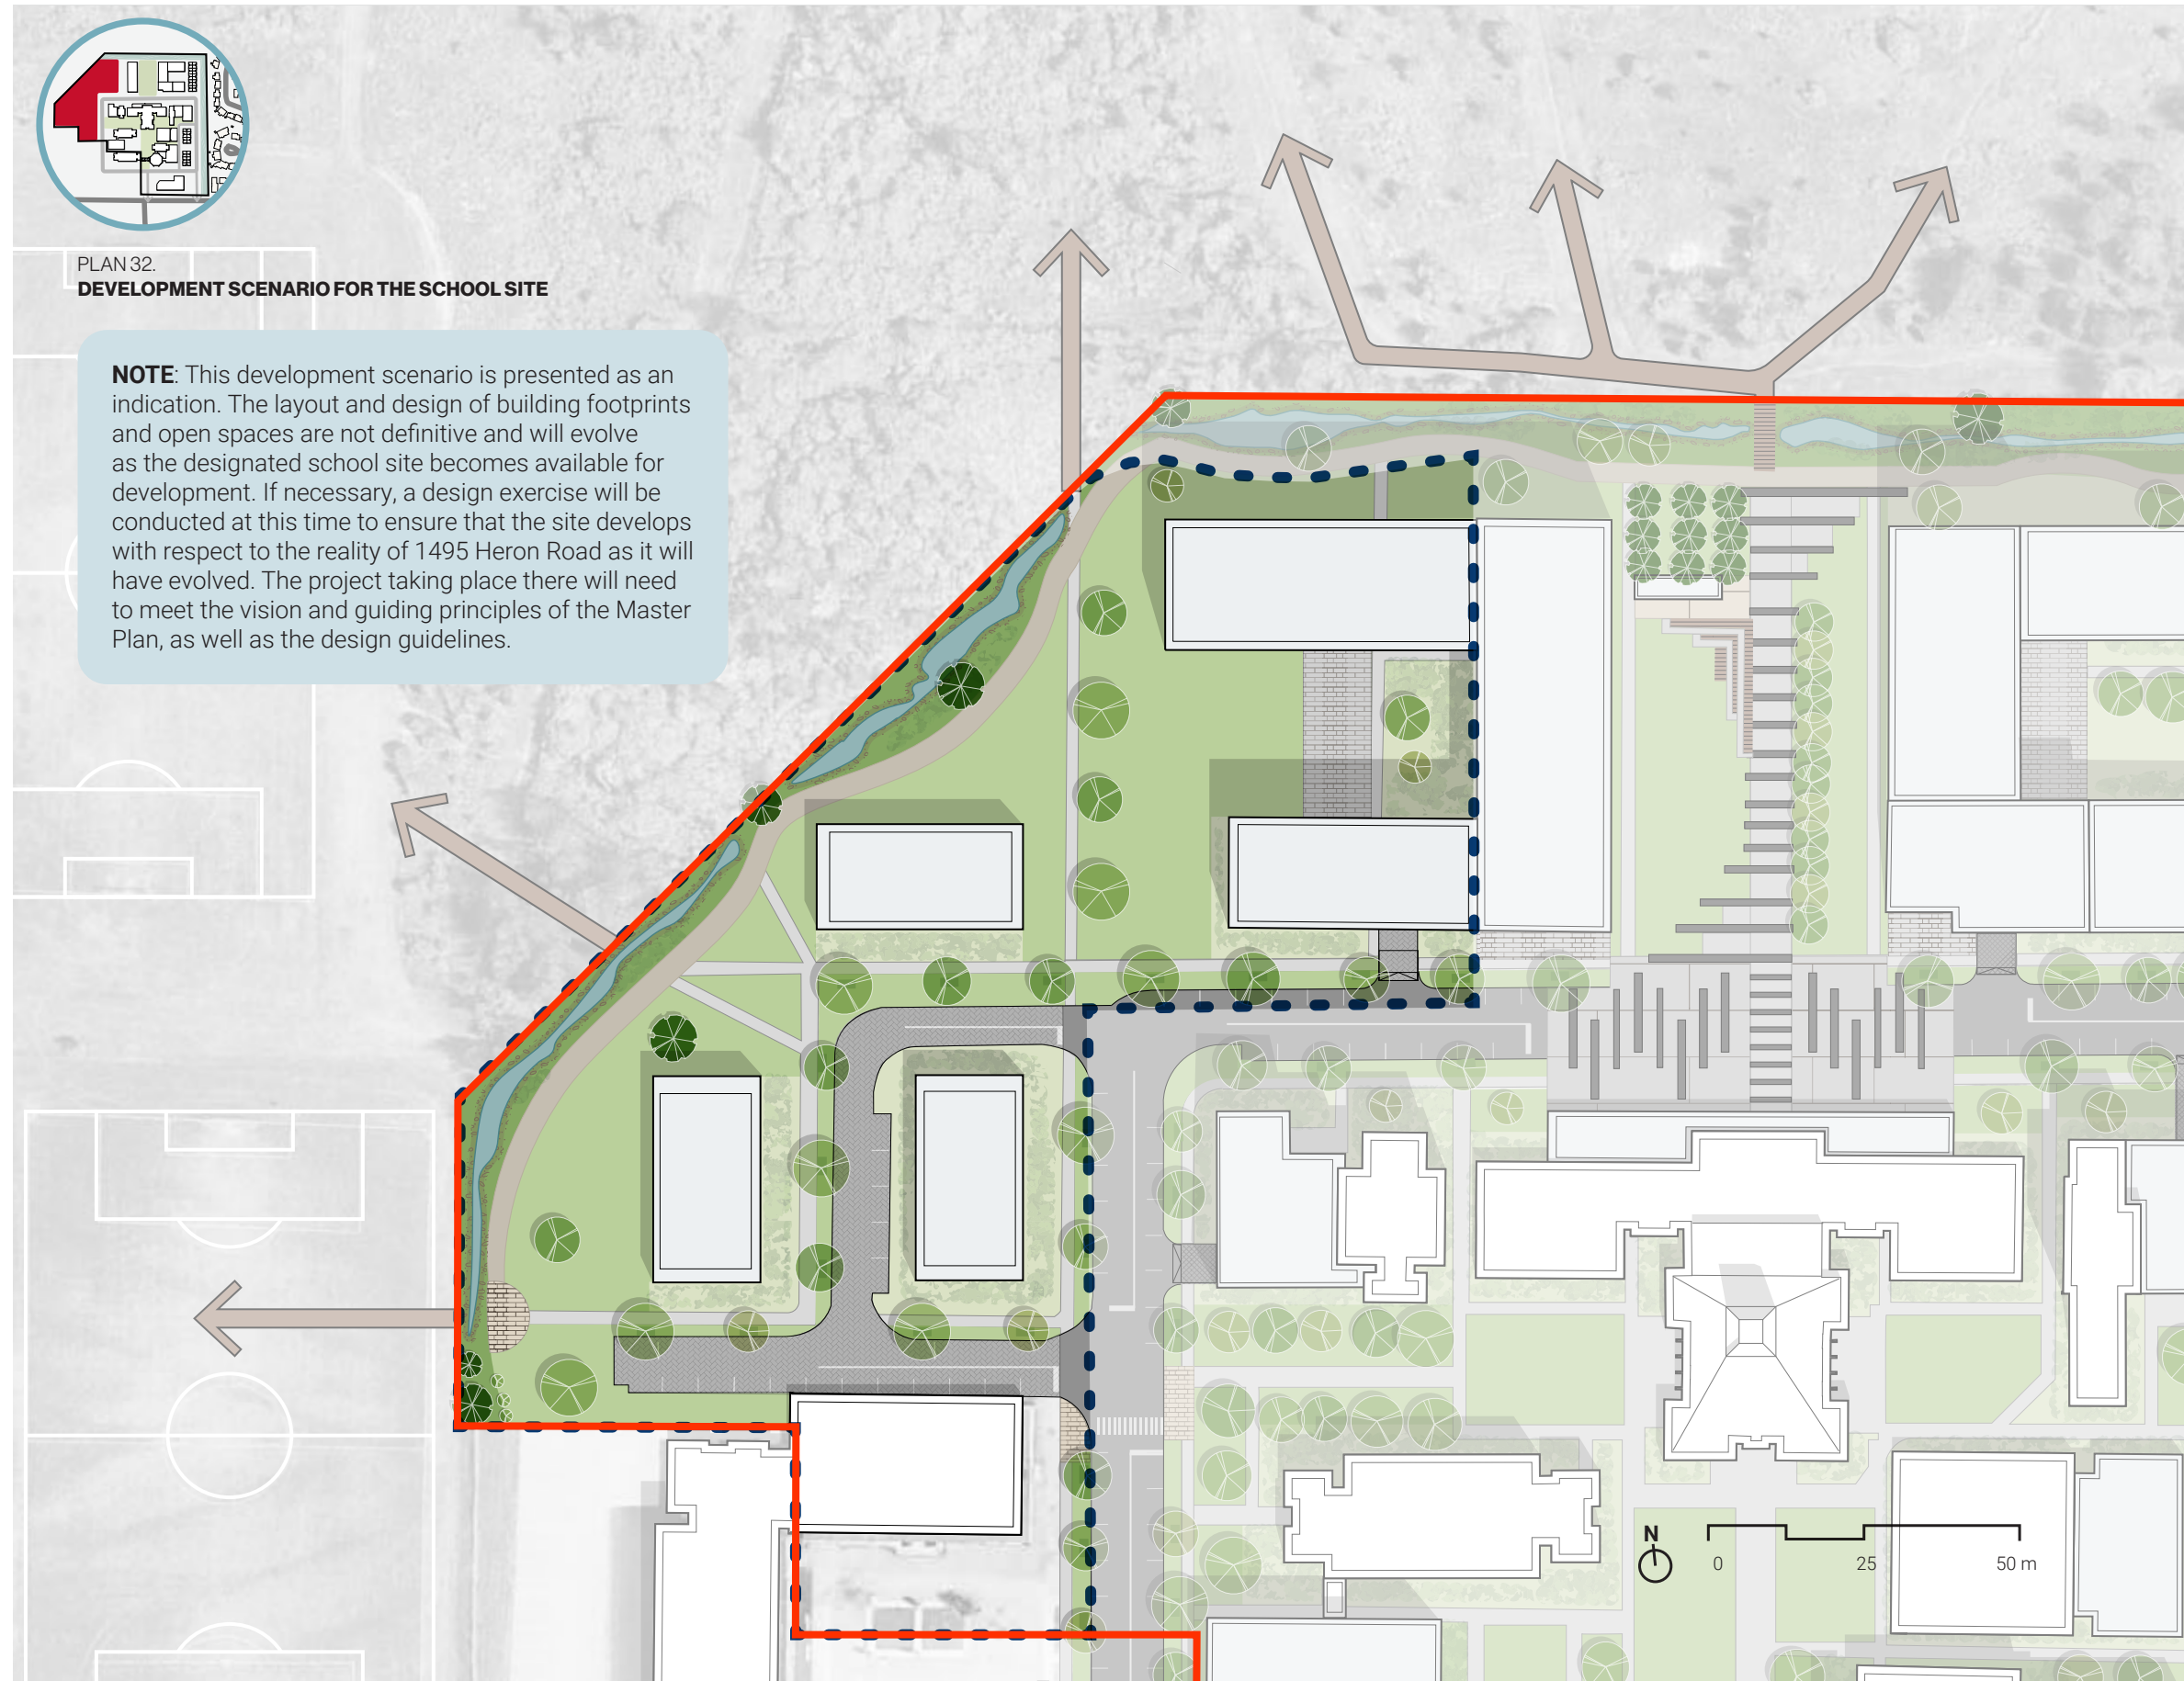 PLAN 32.
DEVELOPMENT SCENARIO FOR THE SCHOOL SITE
NOTE: This development scenario is presented as an
indication. The layout and design of building footprints
and open spaces are not definitive and will evolve
as the designated school site becomes available for
development. If necessary, a design exercise will be
conducted at this time to ensure that the site develops
with respect to the reality of 1495 Heron Road as it will
have evolved. The project taking place there will need
to meet the vision and guiding principles of the Master
Plan, as well as the design guidelines.
N
0 25 50 m